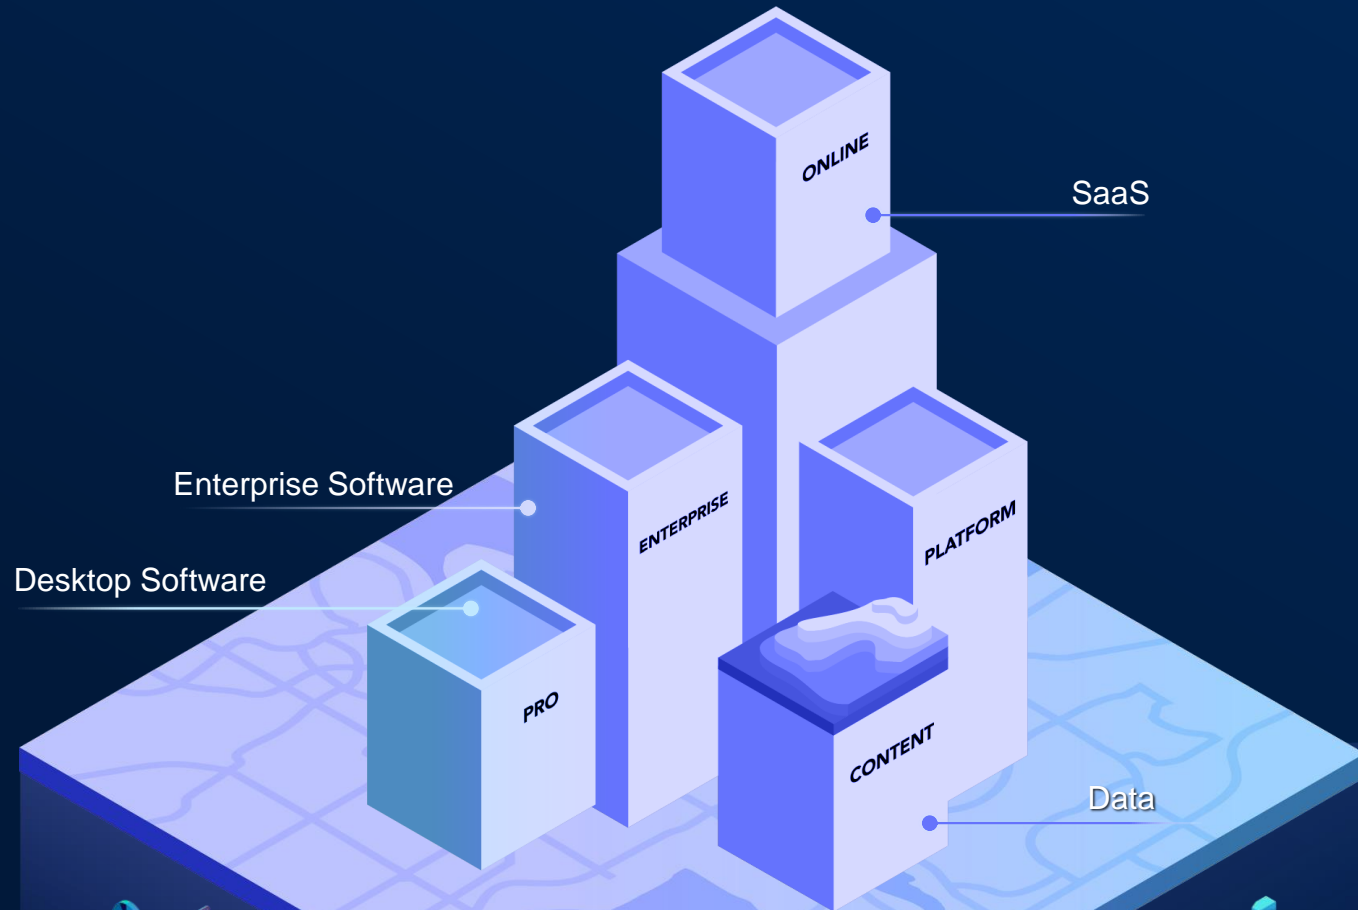 ONLINE
SaaS
Enterprise Software
ENTERPRISE
PLATFORM
Desktop Software
PRO
CONTENT
Data